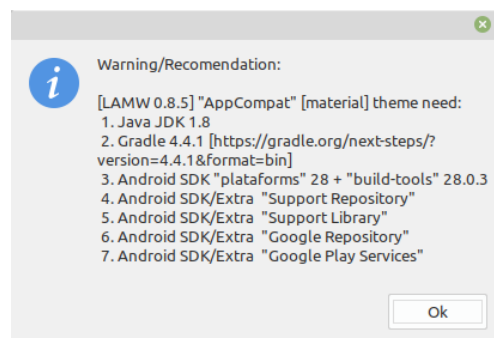 Warning/Recomendation:
[LAMW 0.8.5] "AppCompat" [material] theme need:
1. Java JDK 1.8
2. Gradle 4.4.1 [https://gradle.org/next-steps/?
version=4.4.1&format=bin]
3. Android SDK "plataforms" 28 + "build-tools" 28.0.3
4. Android SDK/Extra "Support Repository"
5. Android SDK/Extra "Support Library"
6. Android SDK/Extra "Google Repository"
7. Android SDK/Extra "Google Play Services"
Ok